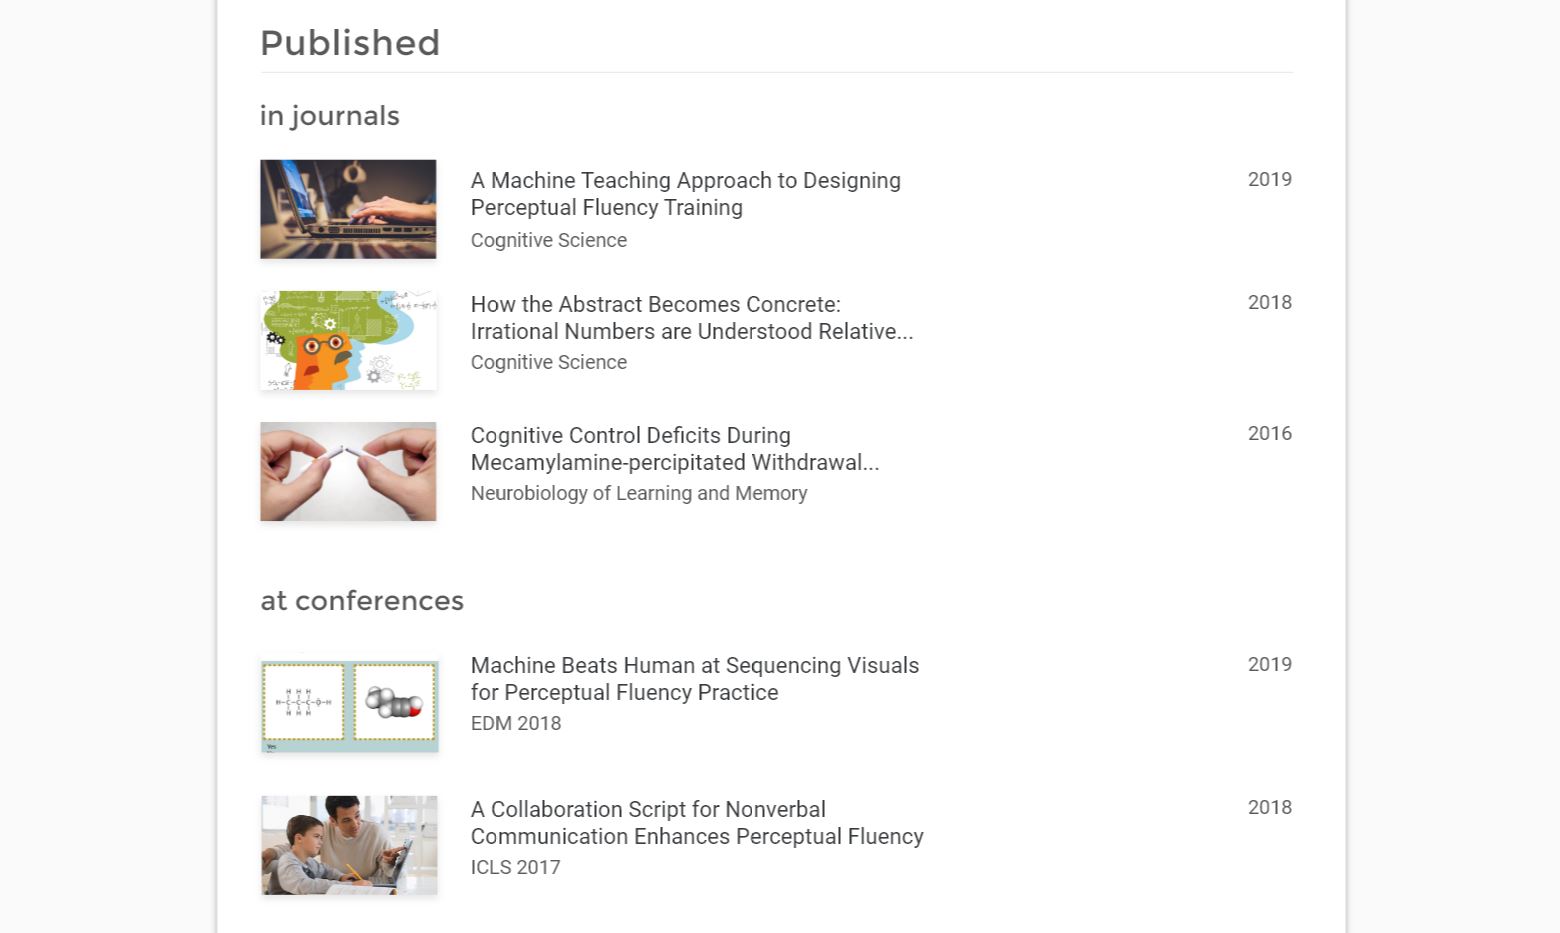 Published
in journals
A Machine Teaching Approach to Designing
Perceptual Fluency Training
Cognitive Science
2019
How the Abstract Becomes Concrete:
Irrational Numbers are Understood Relative...
Cognitive Science
2018
Cognitive Control Deficits During
Mecamylamine-percipitated Withdrawal...
Neurobiology of Learning and Memory
2016
at conferences
H H H
H-C-C-C-O-H
H H H
Yes
Machine Beats Human at Sequencing Visuals
for Perceptual Fluency Practice
EDM 2018
2019
A Collaboration Script for Nonverbal
Communication Enhances Perceptual Fluency
ICLS 2017
2018